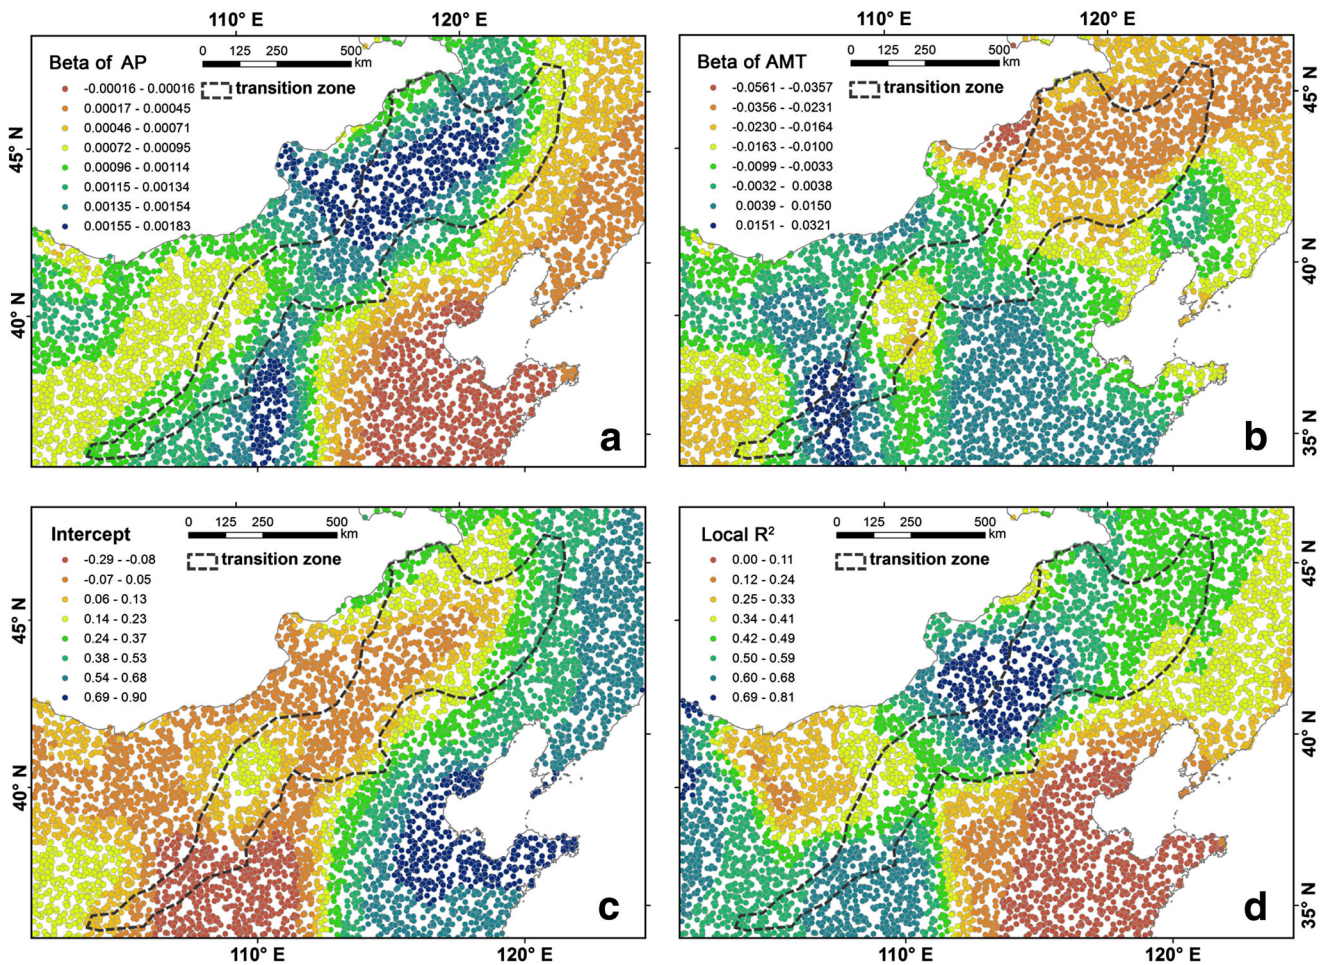 110° E 120° E 110° E 120° E
Beta of AP
0 125 250 500
km
transition zone
-0.00016 - 0.00016
0.00017 - 0.00045
0.00046 - 0.00071
0.00072 - 0.00095
0.00096 - 0.00114
0.00115 - 0.00134
0.00135 - 0.00154
0.00155 - 0.00183
45° N
40° N
a
Beta of AMT
0 125 250 500
km
transition zone
-0.0561 - -0.0357
-0.0356 - -0.0231
-0.0230 - -0.0164
-0.0163 - -0.0100
-0.0099 - -0.0033
-0.0032 - 0.0038
0.0039 - 0.0150
0.0151 - 0.0321
45° N
40° N
35° N
b
Intercept
0 125 250 500
km
transition zone
-0.29 - -0.08
-0.07 - 0.05
0.06 - 0.13
0.14 - 0.23
0.24 - 0.37
0.38 - 0.53
0.54 - 0.68
0.69 - 0.90
45° N
40° N
c
Local R²
0 125 250 500
km
transition zone
0.00 - 0.11
0.12 - 0.24
0.25 - 0.33
0.34 - 0.41
0.42 - 0.49
0.50 - 0.59
0.60 - 0.68
0.69 - 0.81
45° N
40° N
35° N
d
110° E 120° E 110° E 120° E